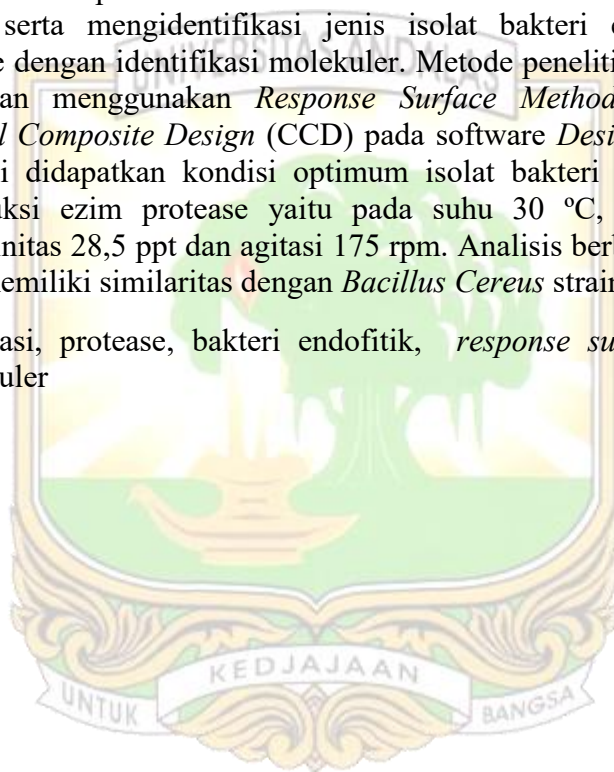 serta mengidentifikasi jenis isolat bakteri
dengan identifikasi molekuler. Metode peneliti
an menggunakan Response Surface Method
l Composite Design (CCD) pada software Desi
i didapatkan kondisi optimum isolat bakteri
ksi ezim protease yaitu pada suhu 30 ºC,
nitas 28,5 ppt dan agitasi 175 rpm. Analisis ber
emiliki similaritas dengan Bacillus Cereus strain
asi, protease, bakteri endofitik, response su
uler
UNIVERSITAS ANDALAS
UNTUK KEDJAJAAN BANGSA